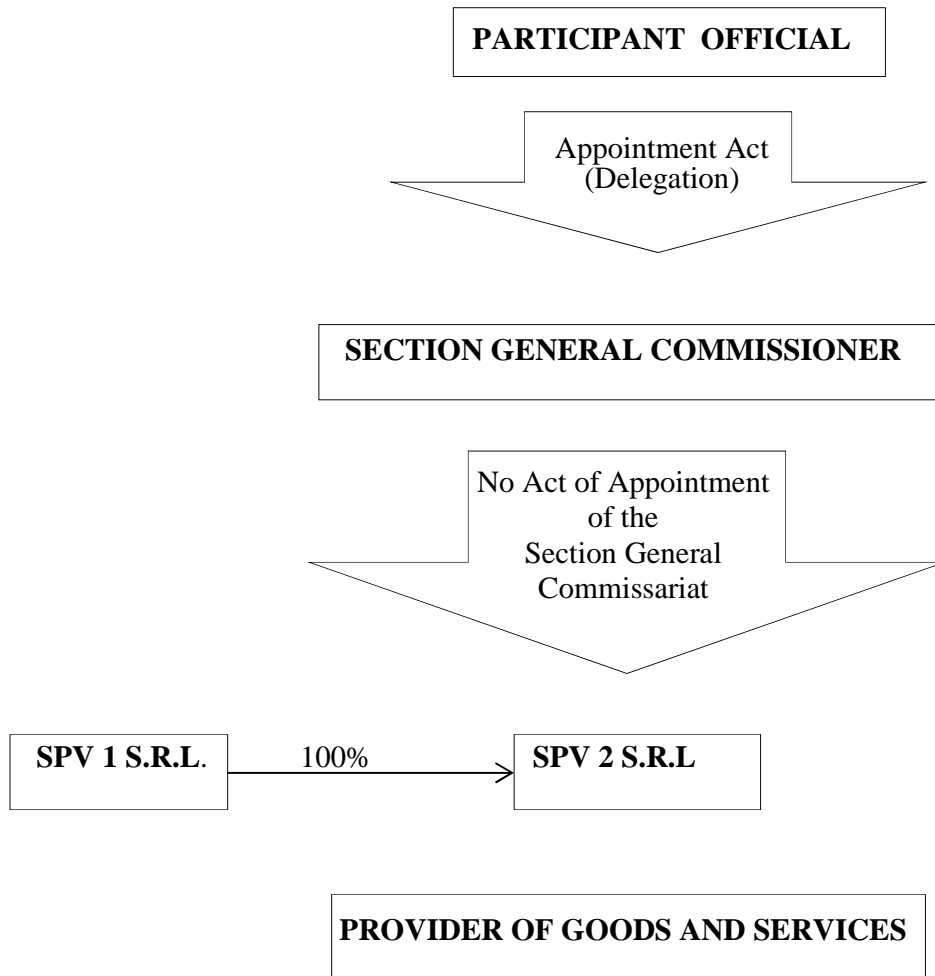 PARTICIPANT OFFICIAL
Appointment Act
(Delegation)
SECTION GENERAL COMMISSIONER
No Act of Appointment
of the
Section General
Commissariat
SPV 1 S.R.L.
100%
SPV 2 S.R.L
PROVIDER OF GOODS AND SERVICES